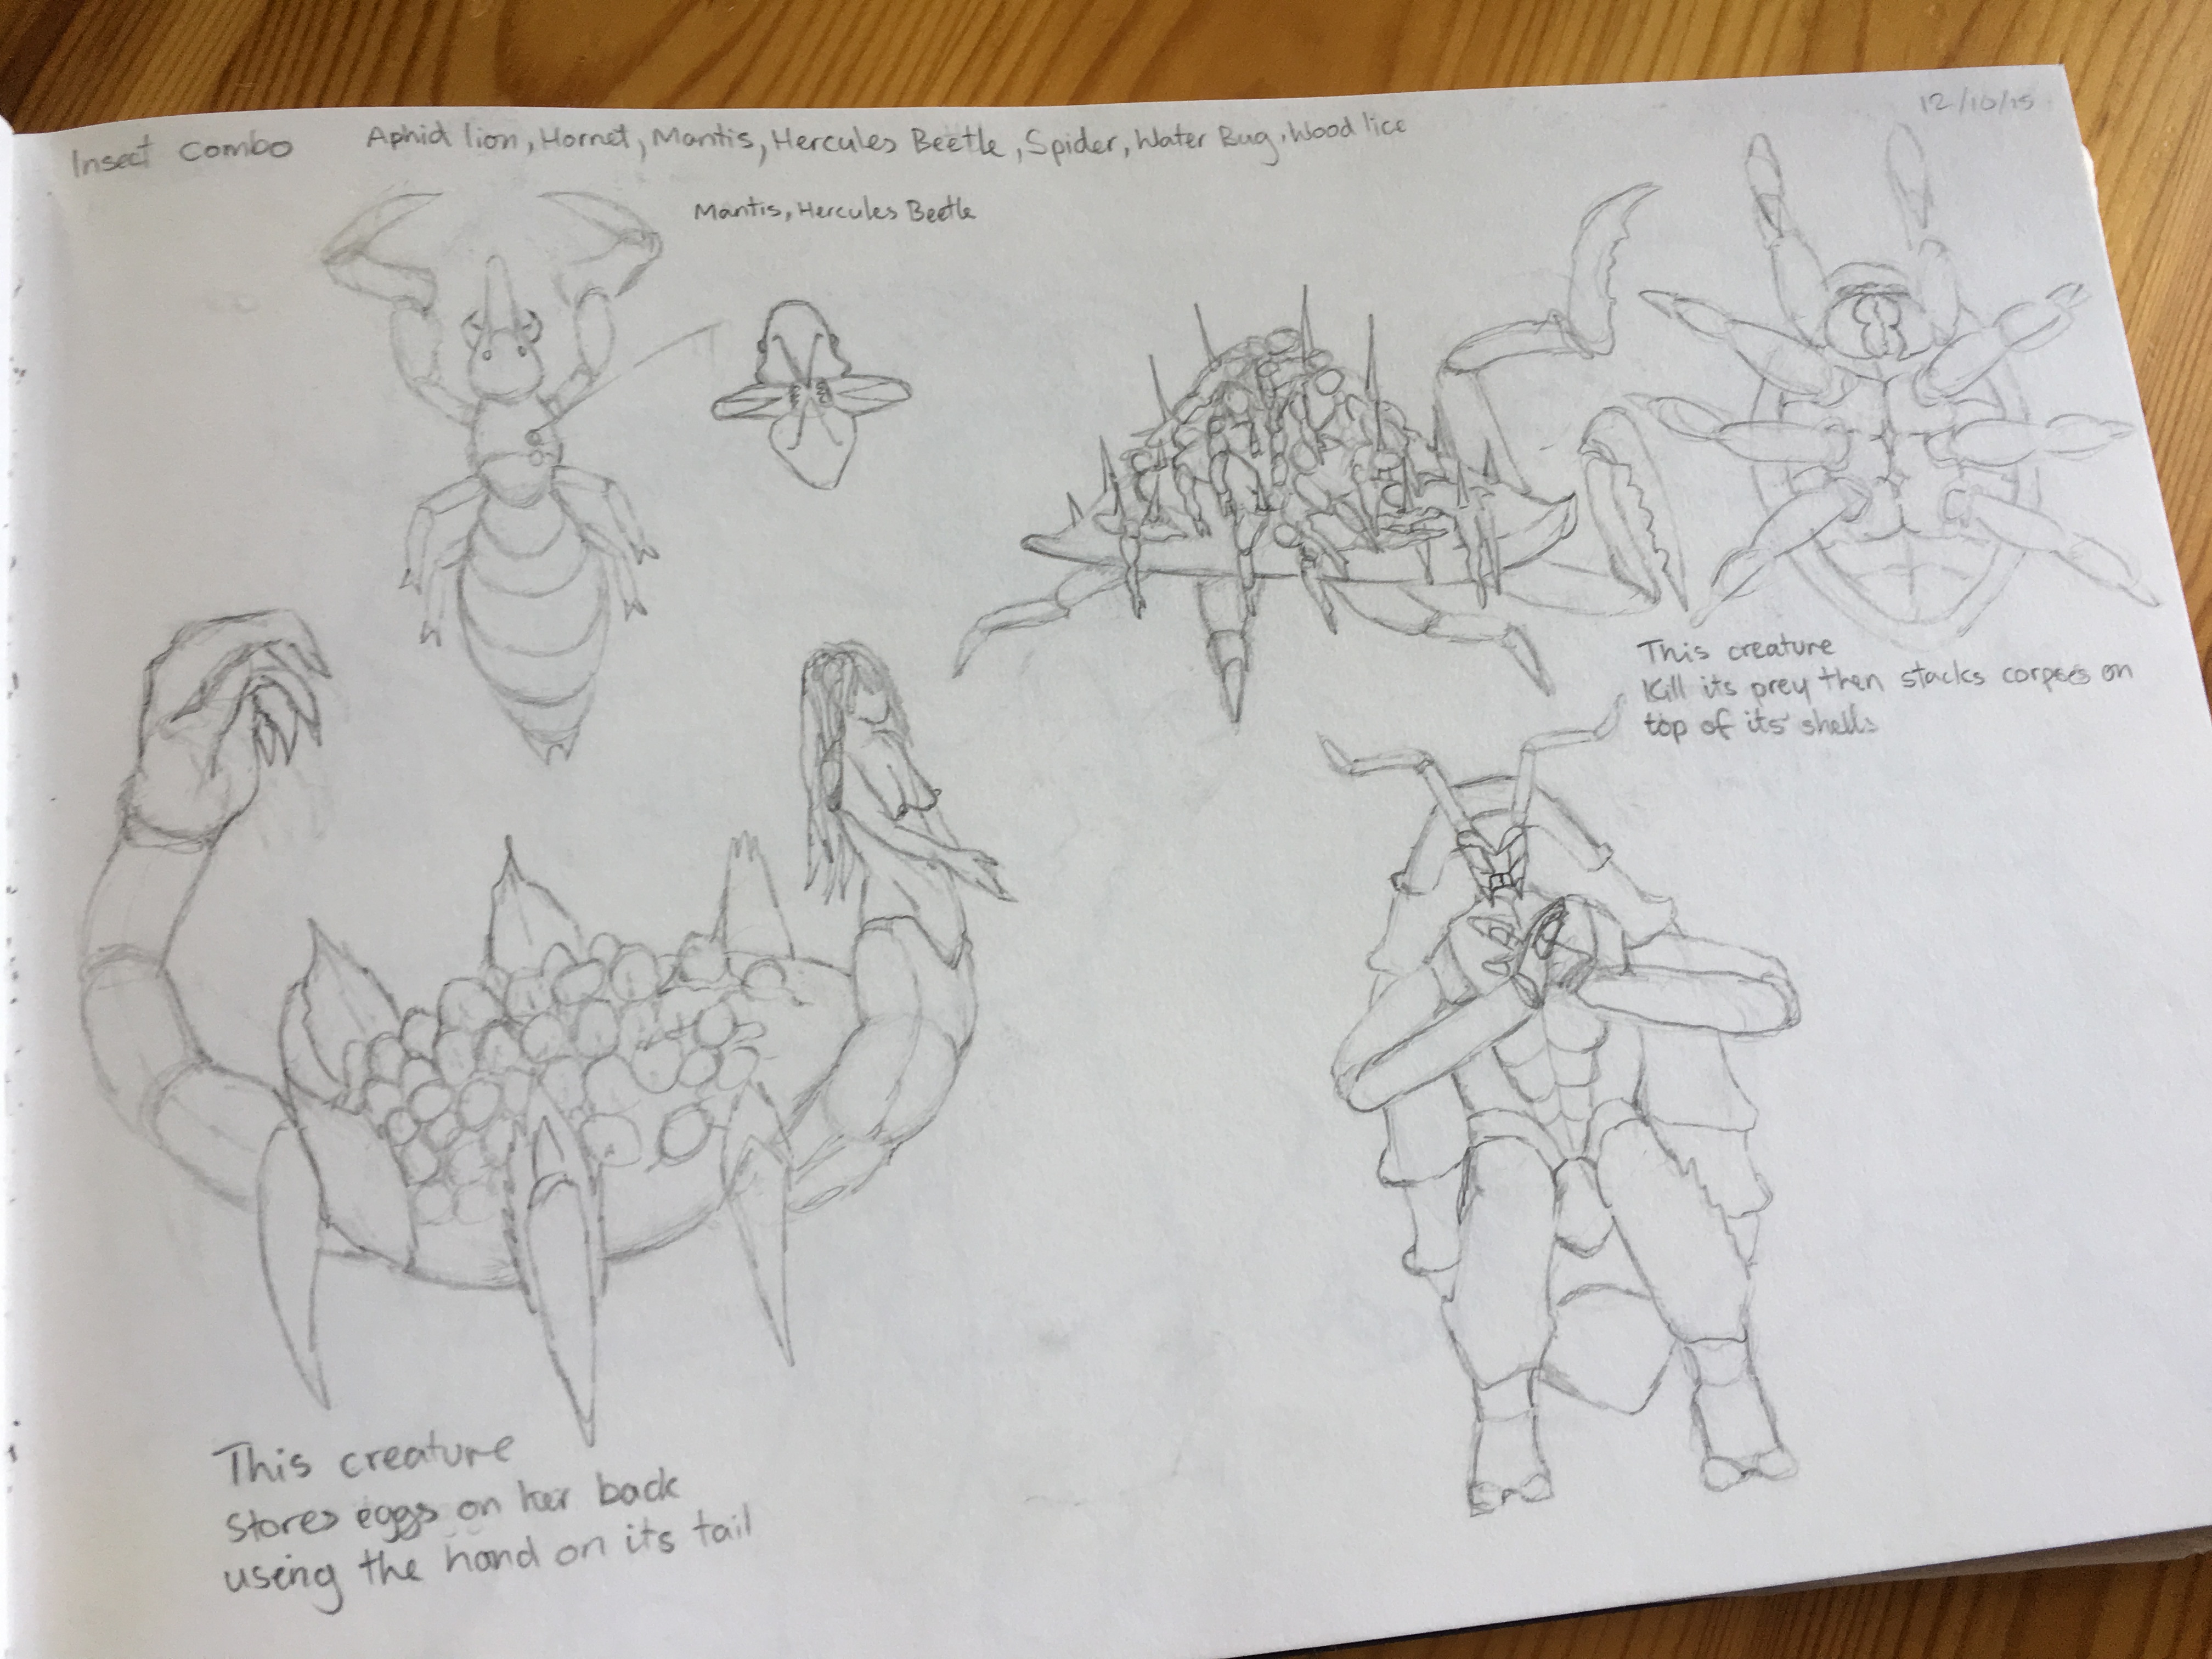 Insect combo
Aphid lion, Hornet, Mantis, Hercules Beetle, Spider, Water Bug, Wood lice
12/10/15
Mantis, Hercules Beetle
This creature
Kill its prey then stacks corpses on
top of its shells
This creature
stores eggs on her back
using the hand on its tail